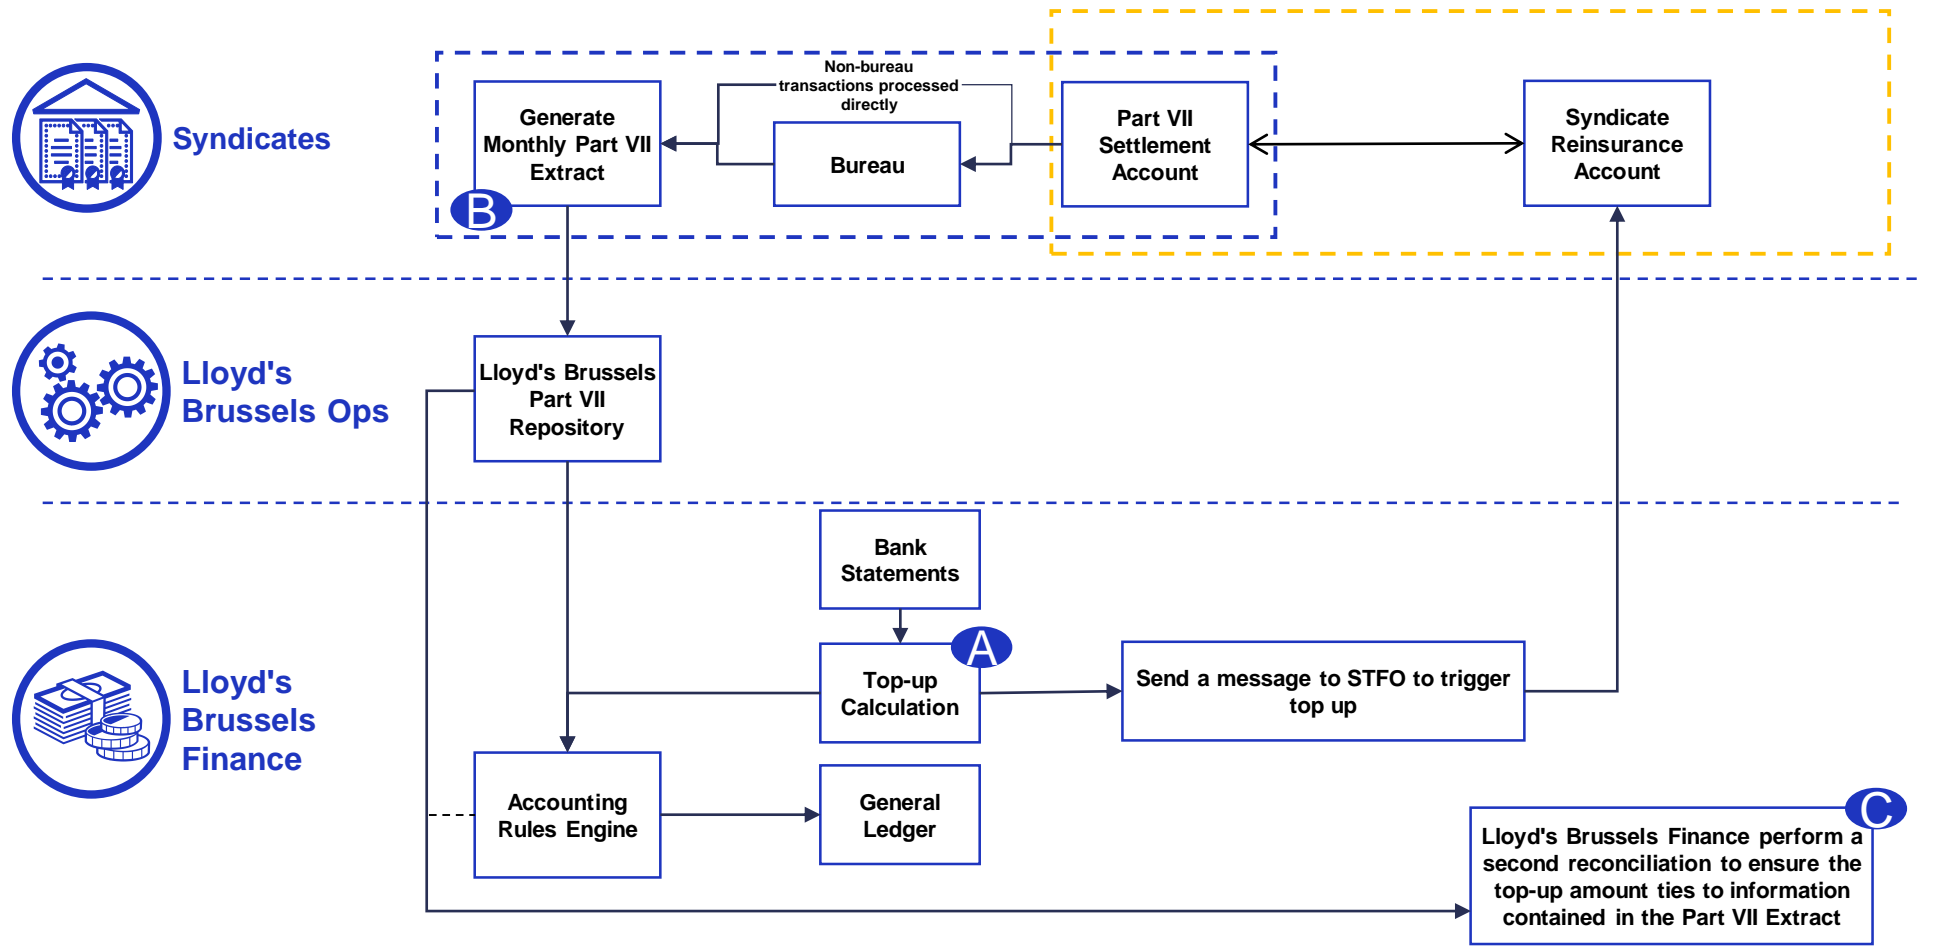 Syndicates
Generate
Monthly Part VII
Extract
B
Non-bureau
transactions processed
directly
Bureau
Part VII
Settlement
Account
Syndicate
Reinsurance
Account
Lloyd's
Brussels Ops
Lloyd's Brussels
Part VII
Repository
Lloyd's
Brussels
Finance
Bank
Statements
A
Top-up
Calculation
Send a message to STFO to trigger
top up
Accounting
Rules Engine
General
Ledger
C
Lloyd's Brussels Finance perform a
second reconciliation to ensure the
top-up amount ties to information
contained in the Part VII Extract